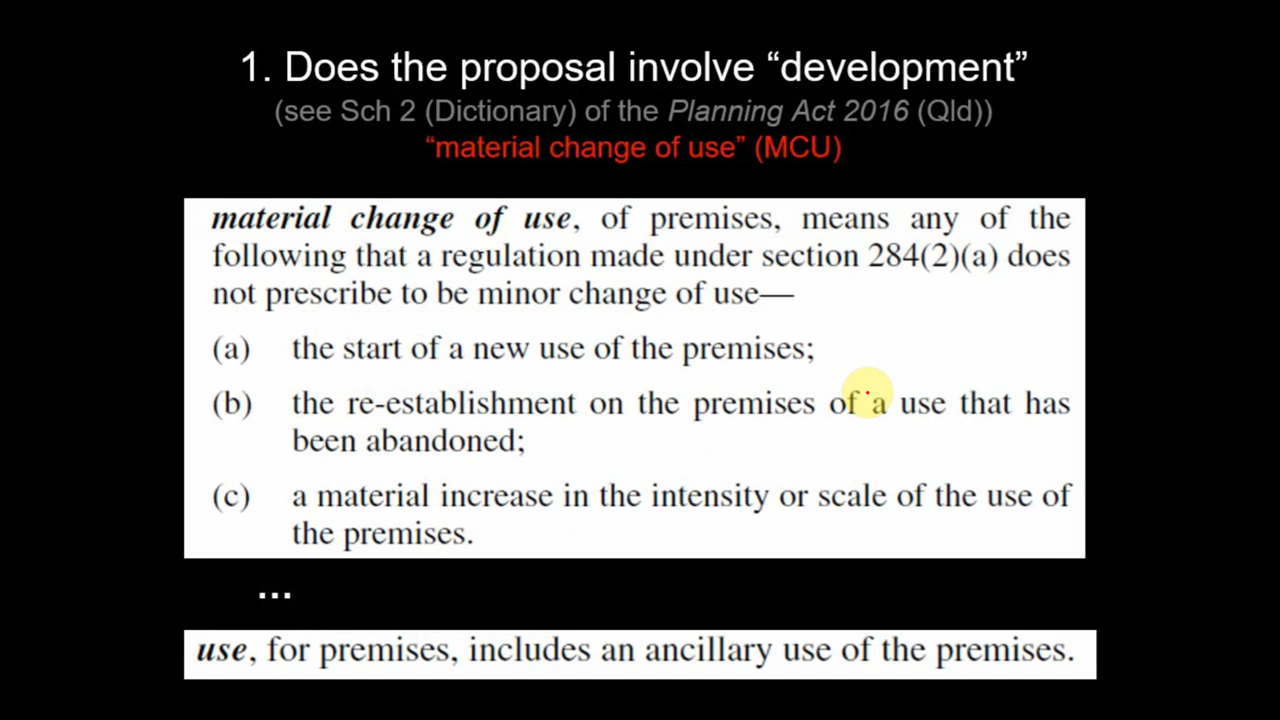 1. Does the proposal involve “development”
(see Sch 2 (Dictionary) of the Planning Act 2016 (Qld))
“material change of use” (MCU)
material change of use, of premises, means any of the
following that a regulation made under section 284(2)(a) does
not prescribe to be minor change of use—
(a) the start of a new use of the premises;
(b) the re-establishment on the premises of a use that has
been abandoned;
(c) a material increase in the intensity or scale of the use of
the premises.
...
use, for premises, includes an ancillary use of the premises.